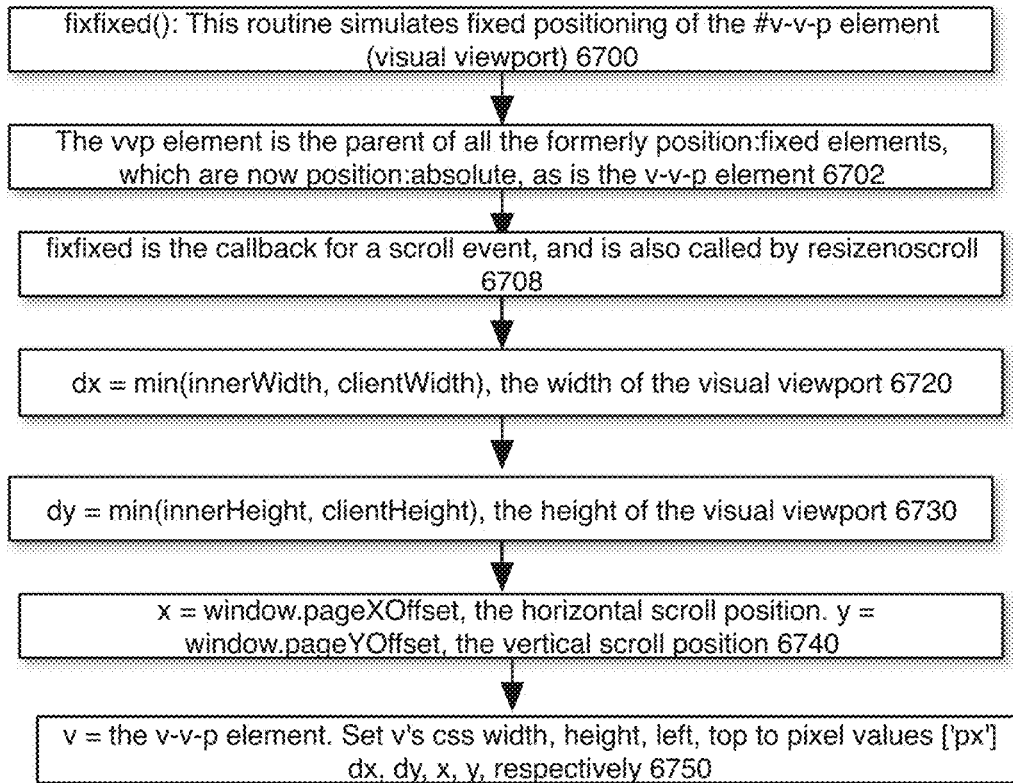 fixfixed(): This routine simulates fixed positioning of the #v-v-p element
(visual viewport) 6700
The vvp element is the parent of all the formerly position:fixed elements,
which are now position:absolute, as is the v-v-p element 6702
fixfixed is the callback for a scroll event, and is also called by resizenoscroll
6708
dx = min(innerWidth, clientWidth), the width of the visual viewport 6720
dy = min(innerHeight, clientHeight), the height of the visual viewport 6730
x = window.pageXOffset, the horizontal scroll position. y =
window.pageYOffset, the vertical scroll position 6740
v = the v-v-p element. Set v's css width, height, left, top to pixel values ['px']
dx, dy, x, y, respectively 6750